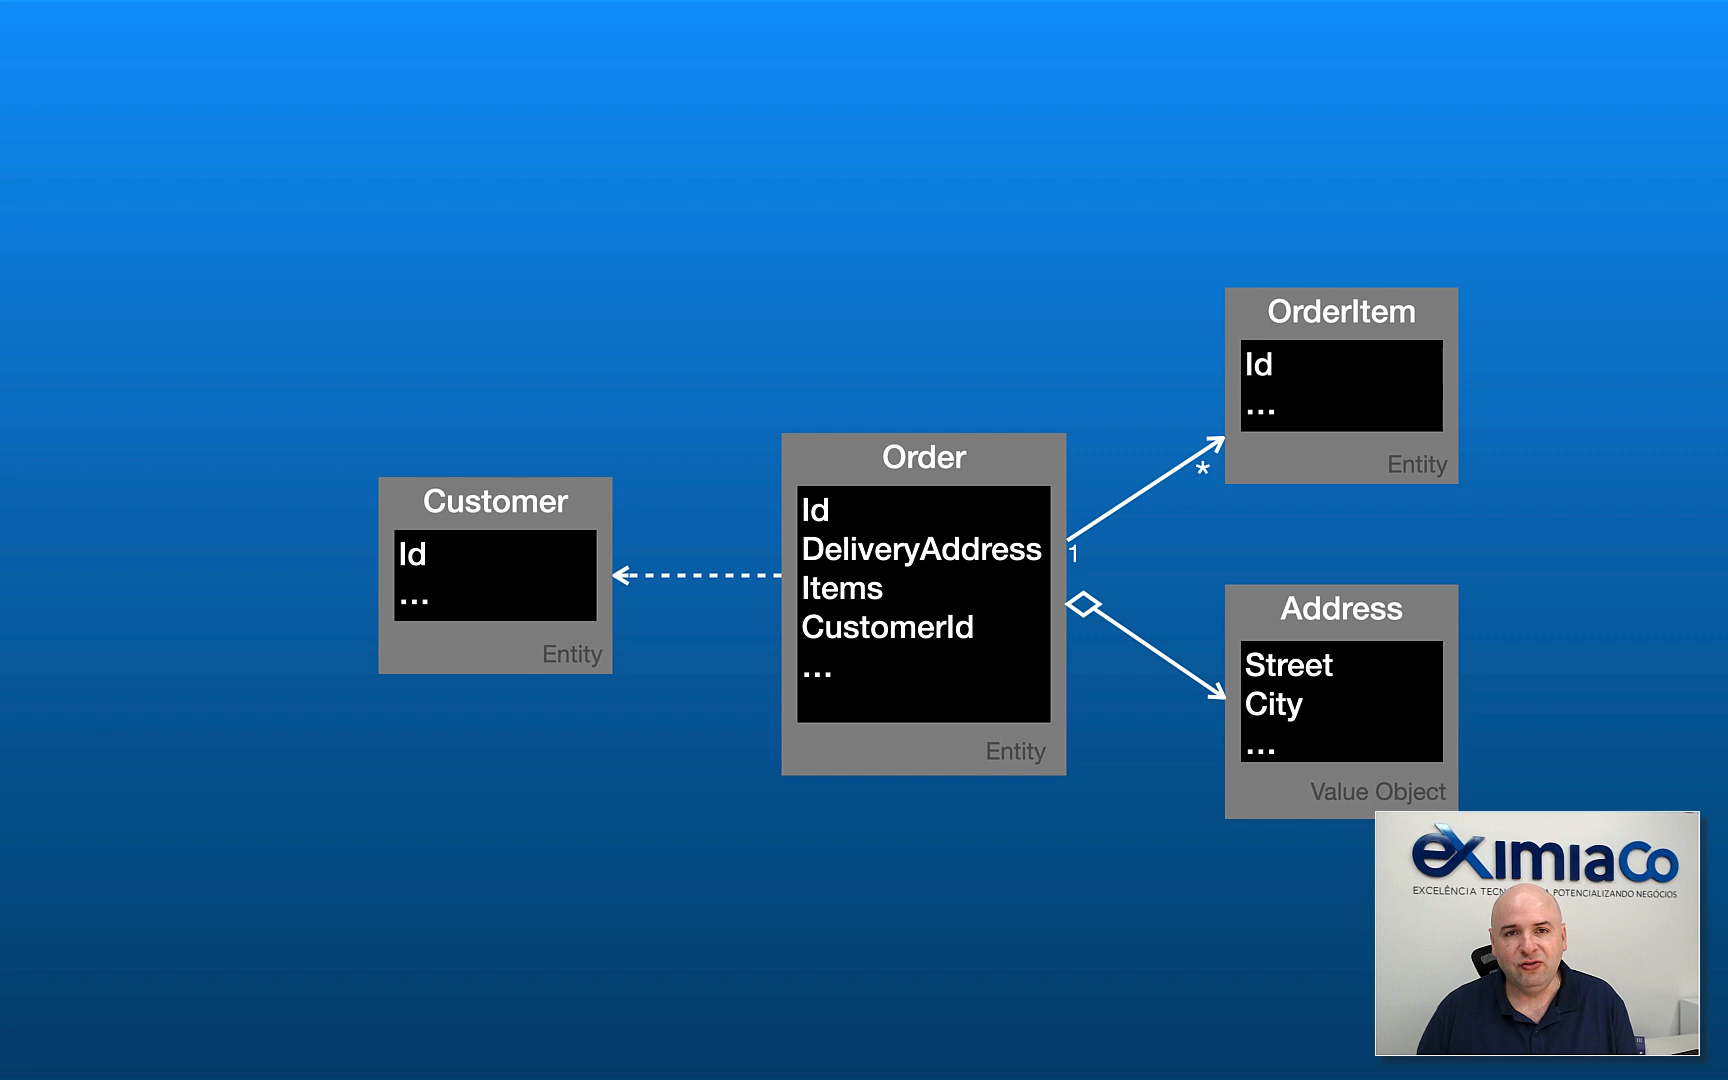 OrderItem
Id
...
Entity
*
Order
Id
DeliveryAddress
Items
CustomerId
...
Entity
1
Customer
Id
...
Entity
Address
Street
City
...
Value Object
eXimiaCo
EXCELÊNCIA POTENCIALIZANDO NEGÓCIOS